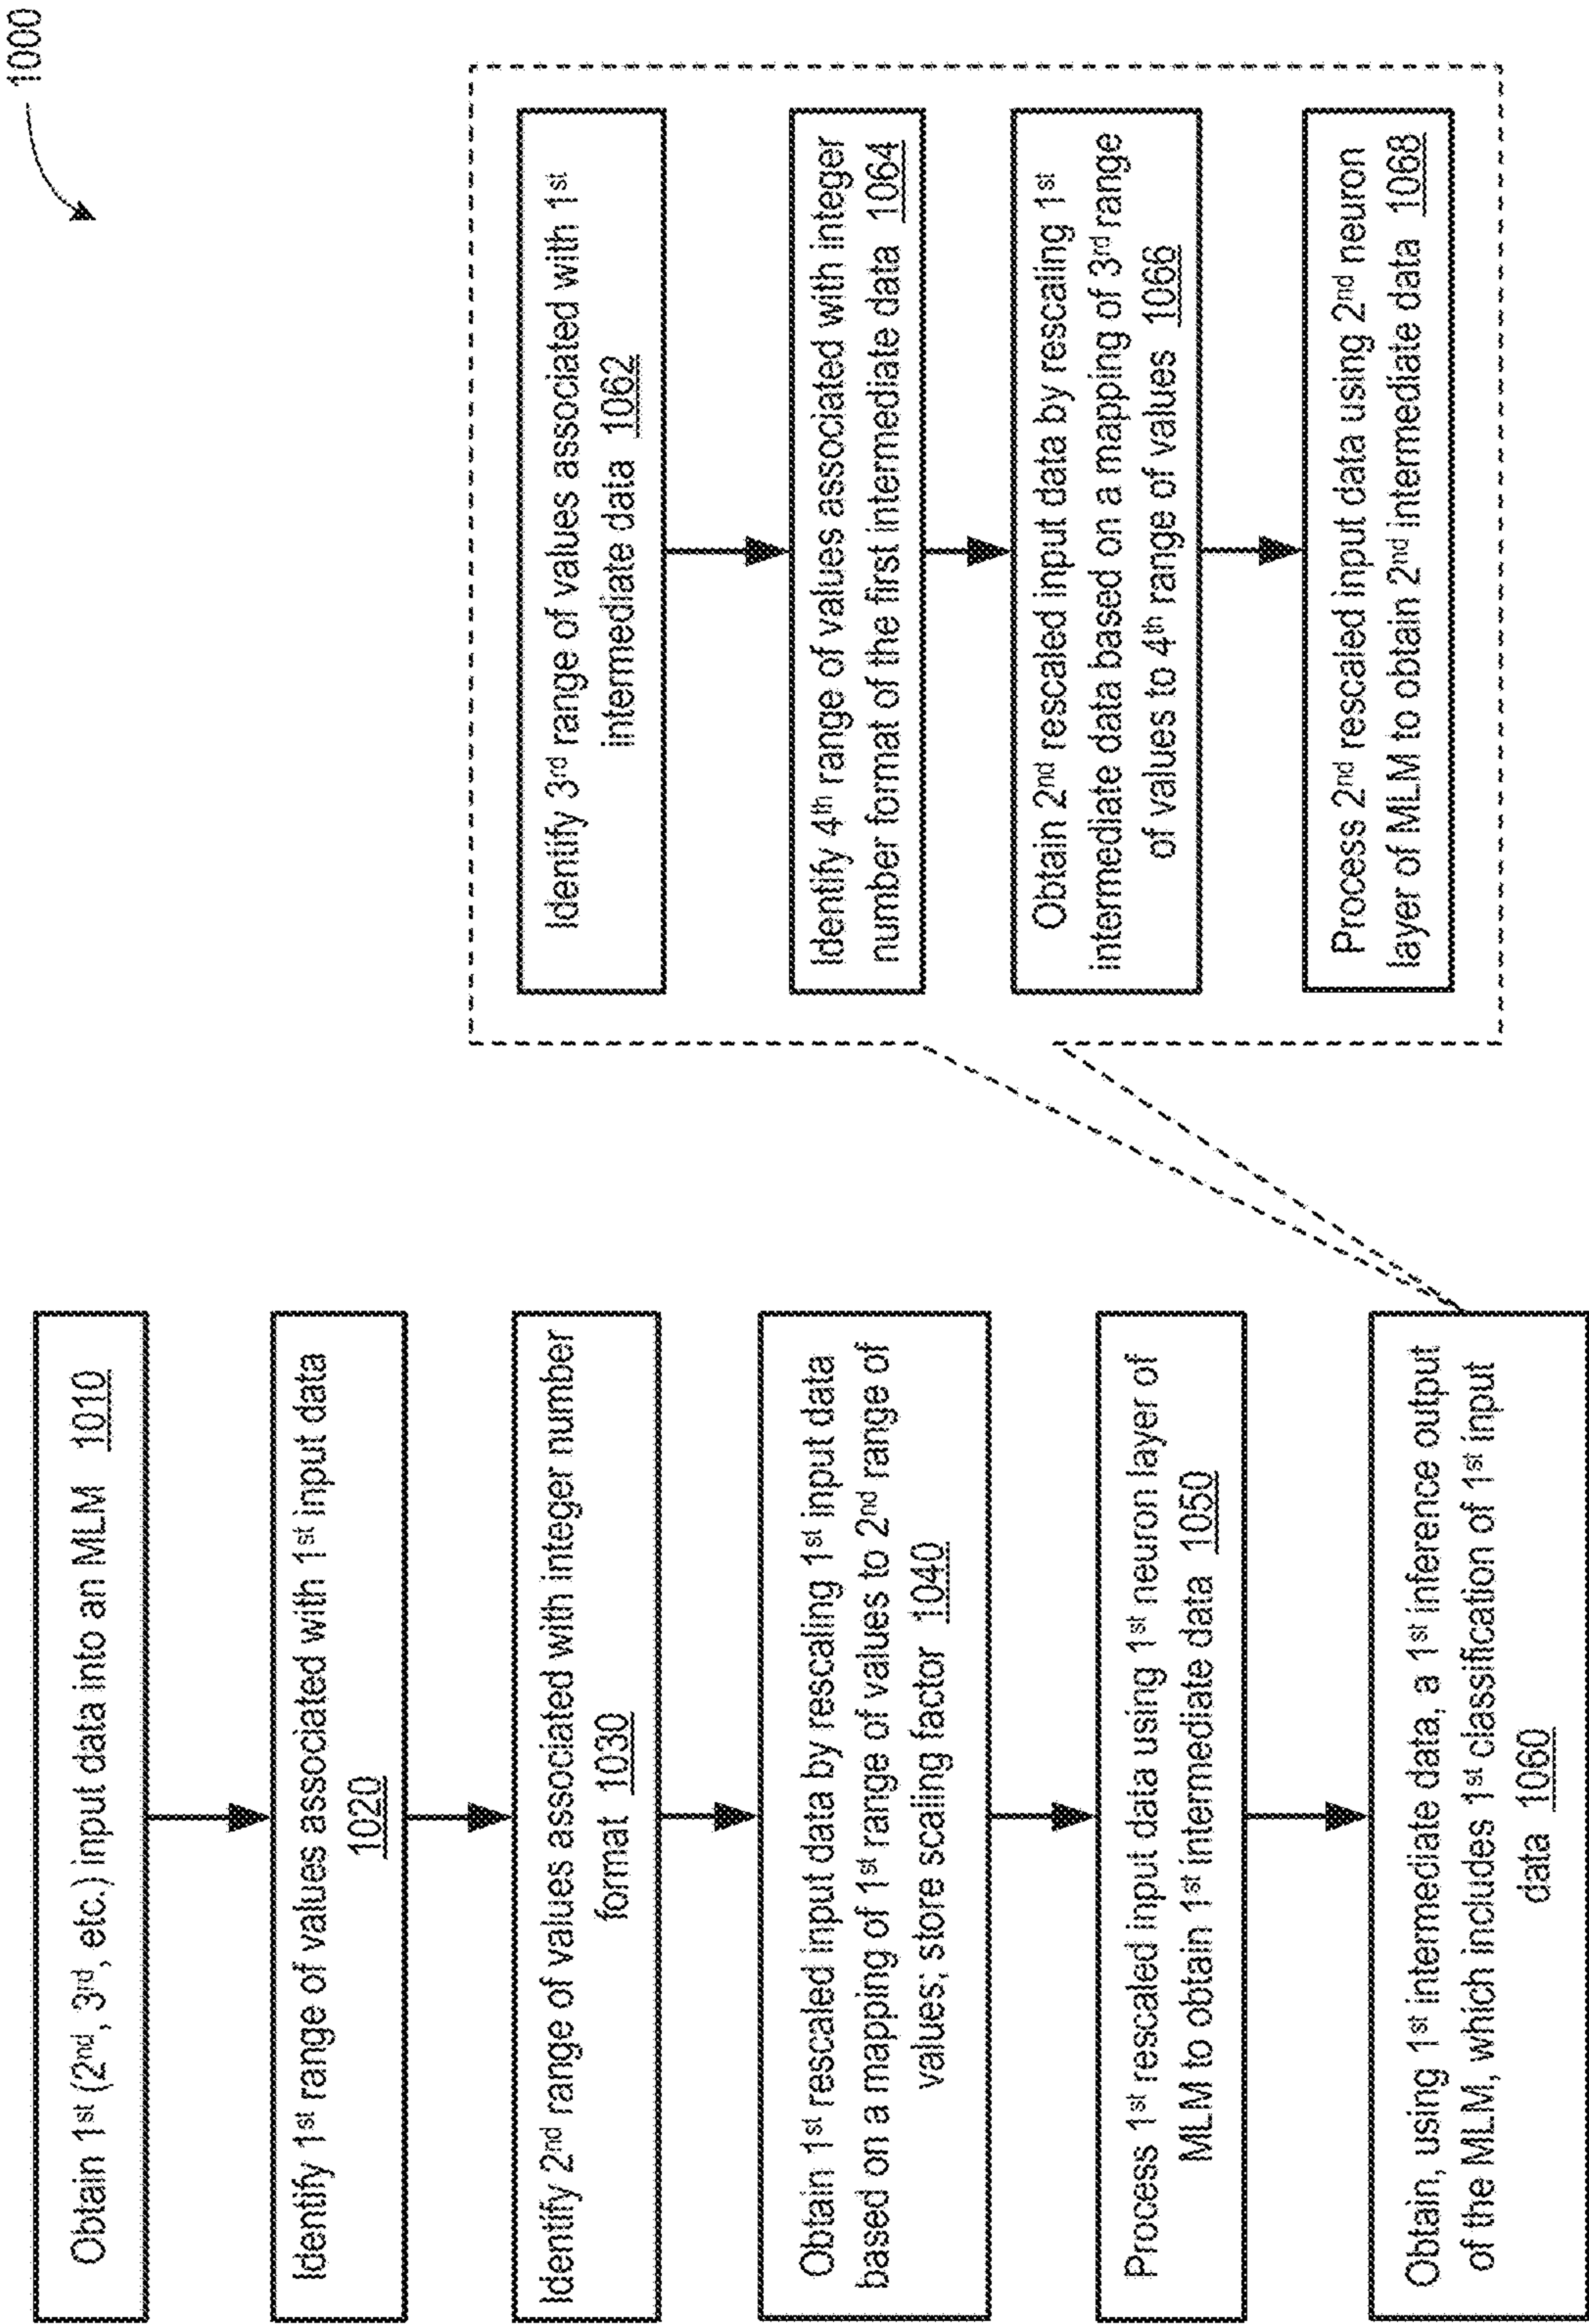 1000
Obtain 1st (2nd, 3rd, etc.) input data into an MLM 1010
Identify 1st range of values associated with 1st input data
1020
Identify 2nd range of values associated with integer number
format 1030
Obtain 1st rescaled input data by rescaling 1st input data
based on a mapping of 1st range of values to 2nd range of
values; store scaling factor 1040
Process 1st rescaled input data using 1st neuron layer of
MLM to obtain 1st intermediate data 1050
Obtain, using 1st intermediate data, a 1st inference output
of the MLM, which includes 1st classification of 1st input
data 1060
Identify 3rd range of values associated with 1st
intermediate data 1062
Identify 4th range of values associated with integer
number format of the first intermediate data 1064
Obtain 2nd rescaled input data by rescaling 1st
intermediate data based on a mapping of 3rd range
of values to 4th range of values 1066
Process 2nd rescaled input data using 2nd neuron
layer of MLM to obtain 2nd intermediate data 1068